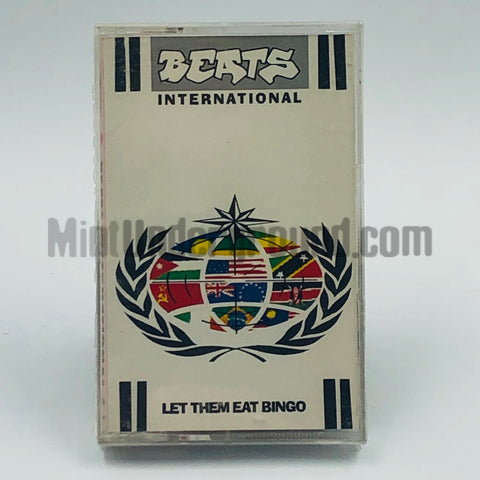 BEATS
INTERNATIONAL
MintUnderground.com
LET THEM EAT BINGO